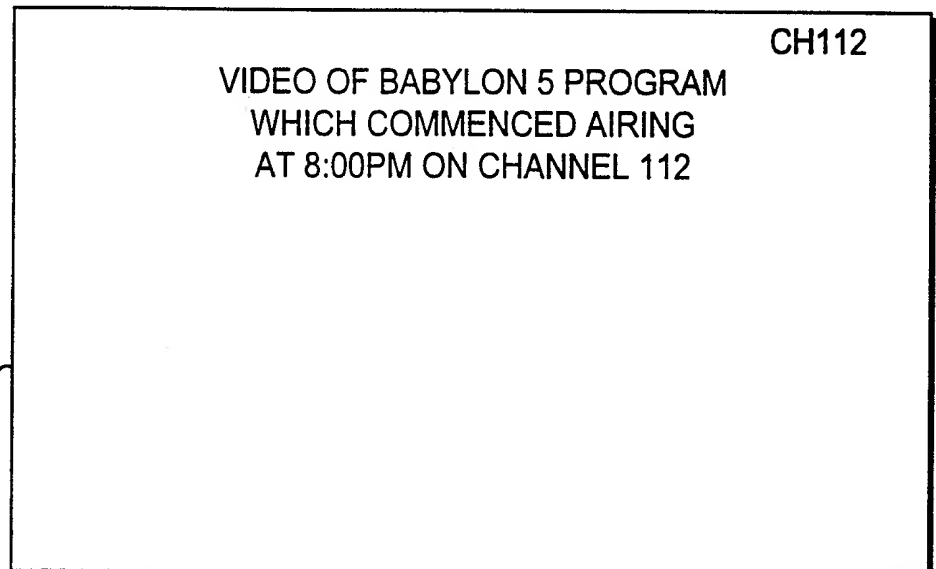 CH112
VIDEO OF BABYLON 5 PROGRAM
WHICH COMMENCED AIRING
AT 8:00PM ON CHANNEL 112